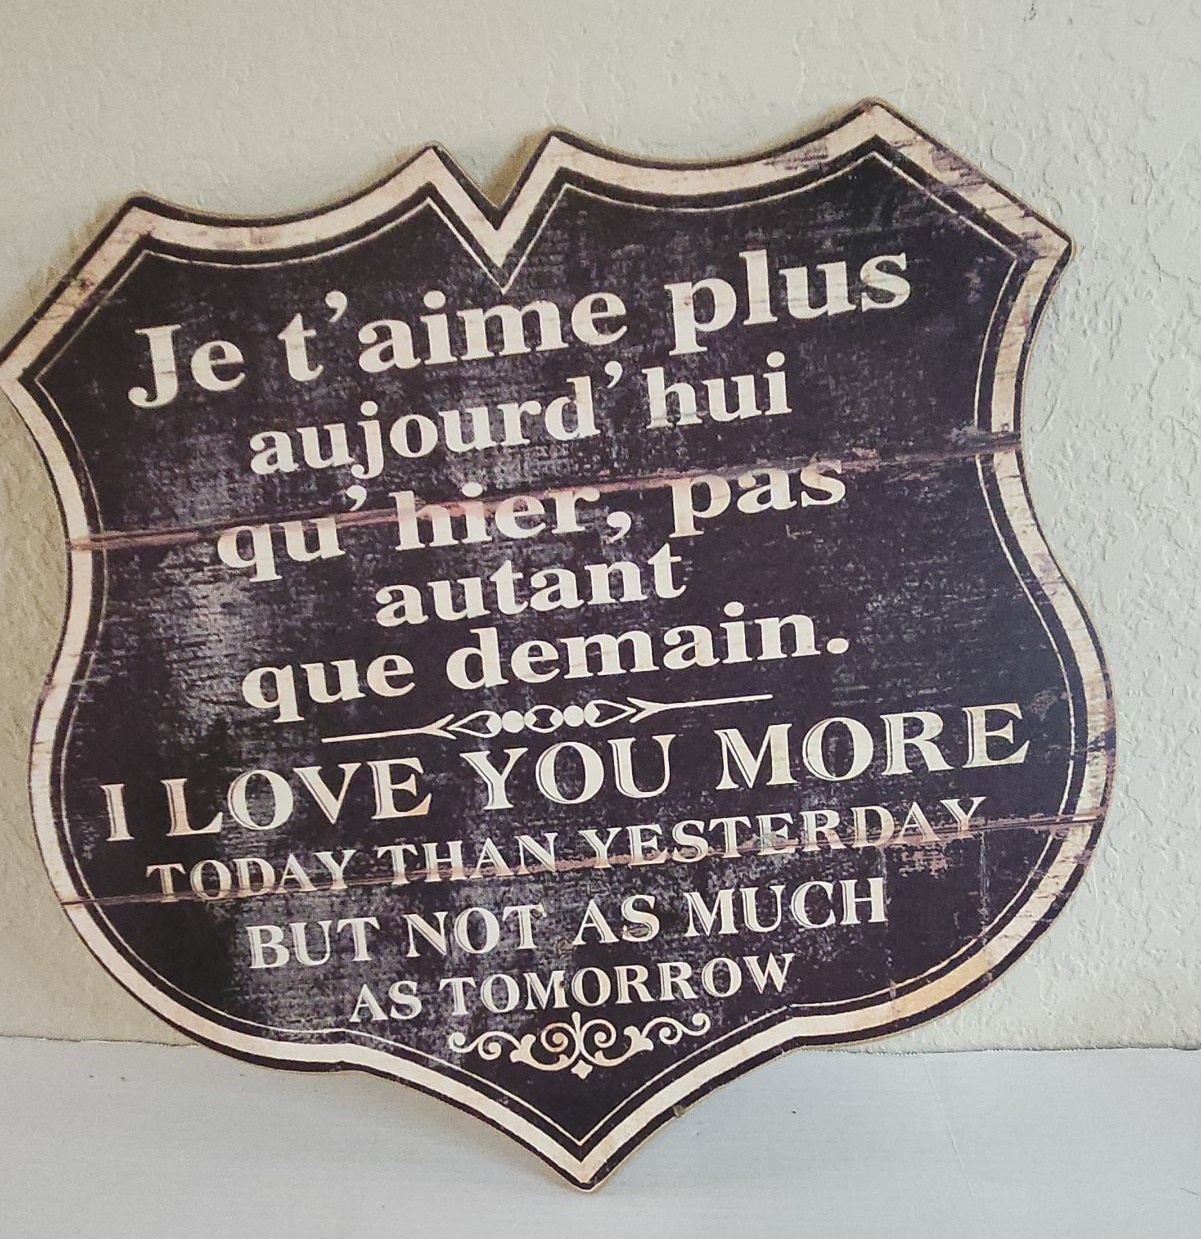 Je t'aime plus
aujourd'hui
qu'hier, pas
autant
que demain.
I LOVE YOU MORE
TODAY THAN YESTERDAY
BUT NOT AS MUCH
AS TOMORROW